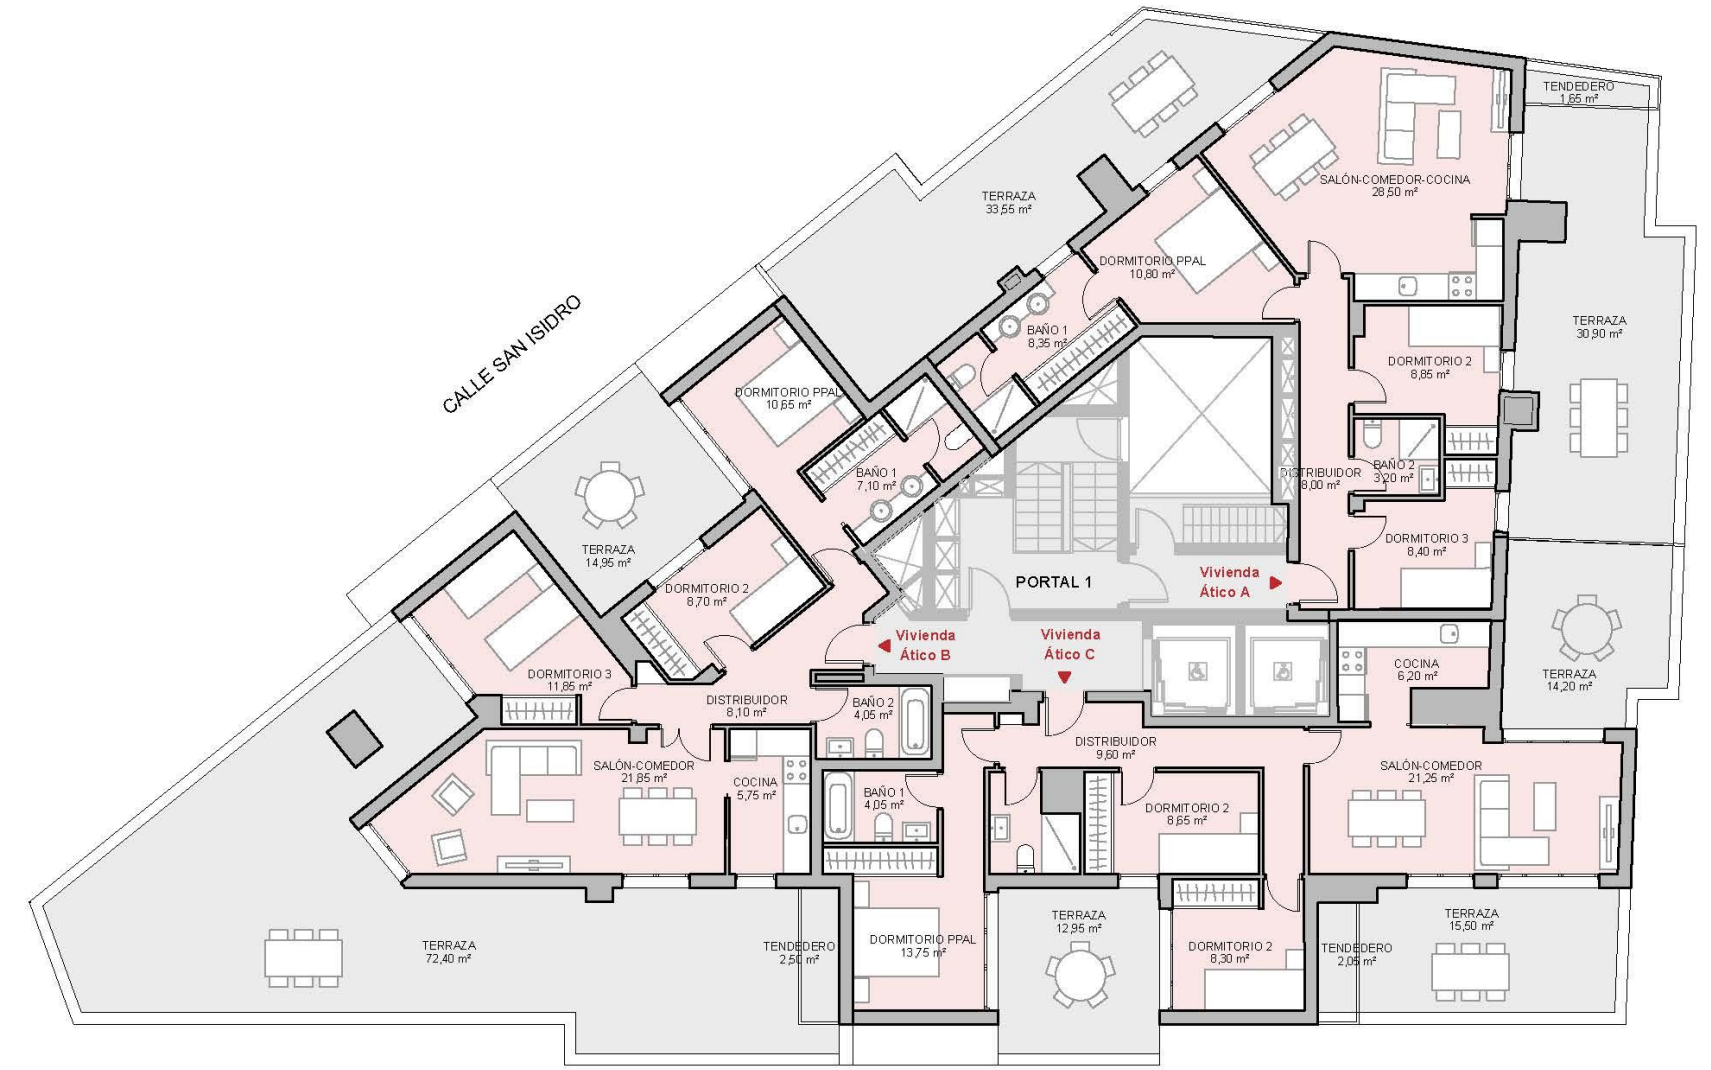 TENDEDERO
1,65 m²
SALÓN-COMEDOR-COCINA
28,50 m²
TERRAZA
33,55 m²
DORMITORIO PPAL
10,80 m²
CALLE SAN ISIDRO
BAÑO 1
8,35 m²
TERRAZA
30,90 m²
DORMITORIO 2
8,85 m²
DORMITORIO PPAL
10,65 m²
BAÑO 1
7,10 m²
DISTRIBUIDOR
8,00 m²
BAÑO 2
3,20 m²
DORMITORIO 3
8,40 m²
TERRAZA
14,95 m²
DORMITORIO 2
8,70 m²
PORTAL 1
Vivienda
Ático A
Vivienda
Ático B
Vivienda
Ático C
COCINA
6,20 m²
TERRAZA
14,20 m²
DORMITORIO 3
11,85 m²
DISTRIBUIDOR
8,10 m²
BAÑO 2
4,05 m²
DISTRIBUIDOR
9,60 m²
SALÓN-COMEDOR
21,85 m²
COCINA
5,75 m²
BAÑO 1
4,05 m²
DORMITORIO 2
8,65 m²
SALÓN-COMEDOR
21,25 m²
TERRAZA
72,40 m²
TENDEDERO
2,50 m²
DORMITORIO PPAL
13,75 m²
TERRAZA
12,95 m²
DORMITORIO 2
8,30 m²
TENDEDERO
2,05 m²
TERRAZA
15,50 m²